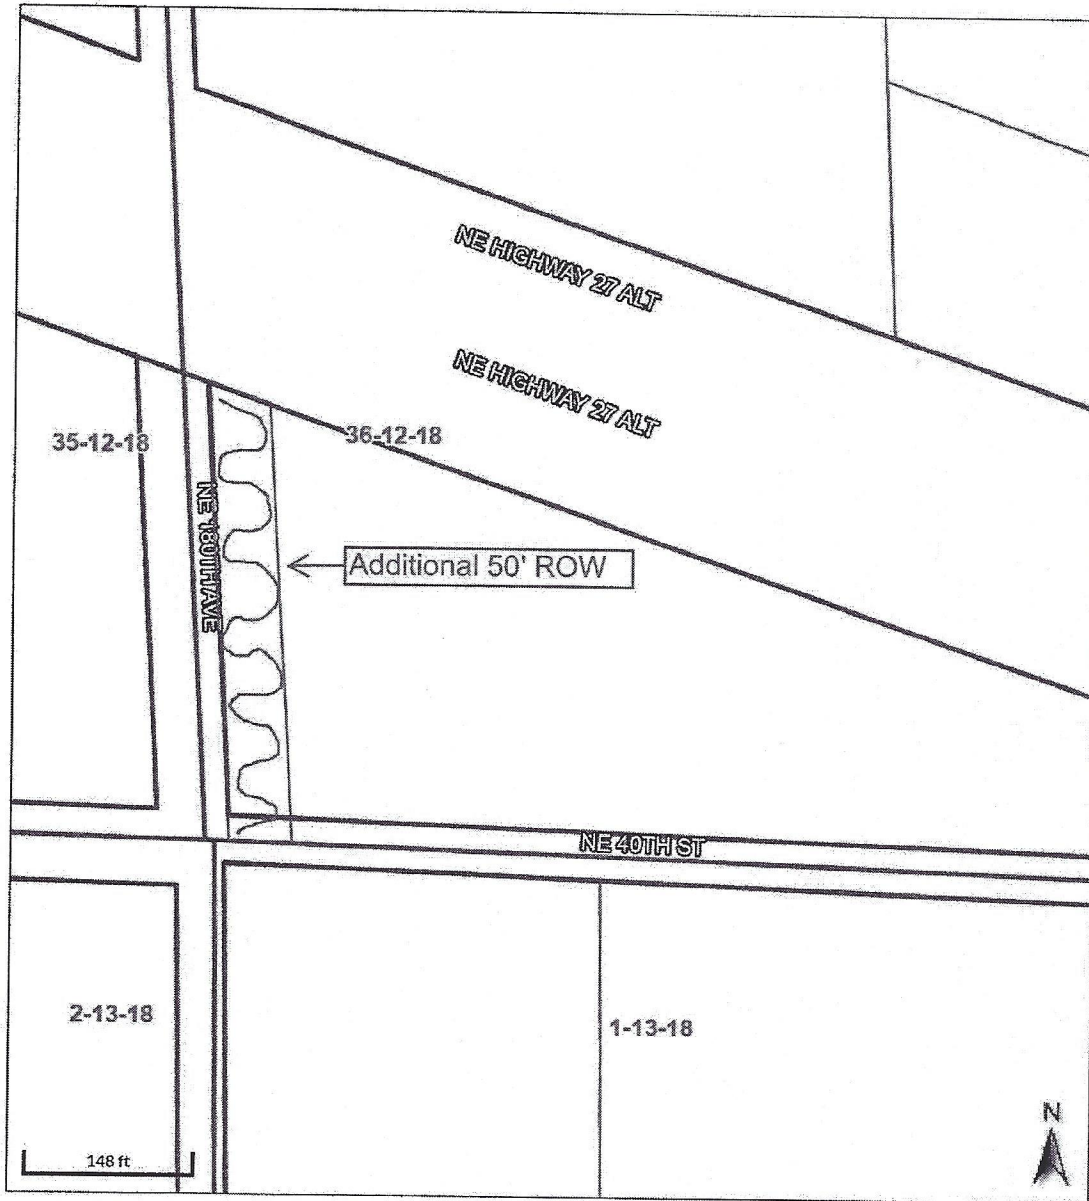 NE HIGHWAY 27 ALT
NE HIGHWAY 27 ALT
35-12-18
36-12-18
NE 180TH AVE
Additional 50' ROW
NE 40TH ST
2-13-18
1-13-18
148 ft
N